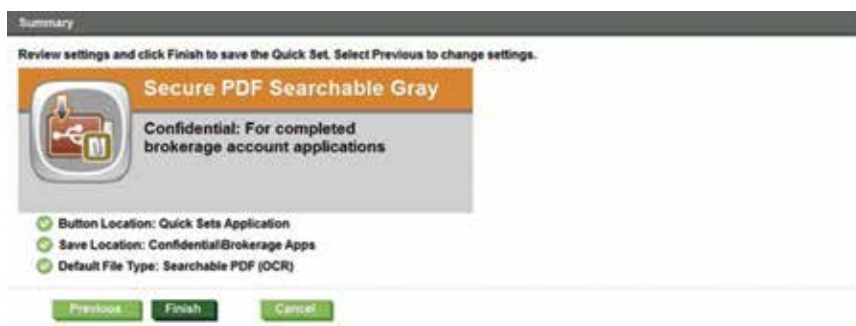 Summary
Review settings and click Finish to save the Quick Set. Select Previous to change settings.
Secure PDF Searchable Gray
Confidential: For completed
brokerage account applications
Button Location: Quick Sets Application
Save Location: Confidential\Brokerage Apps
Default File Type: Searchable PDF (OCR)
Previous Finish Cancel